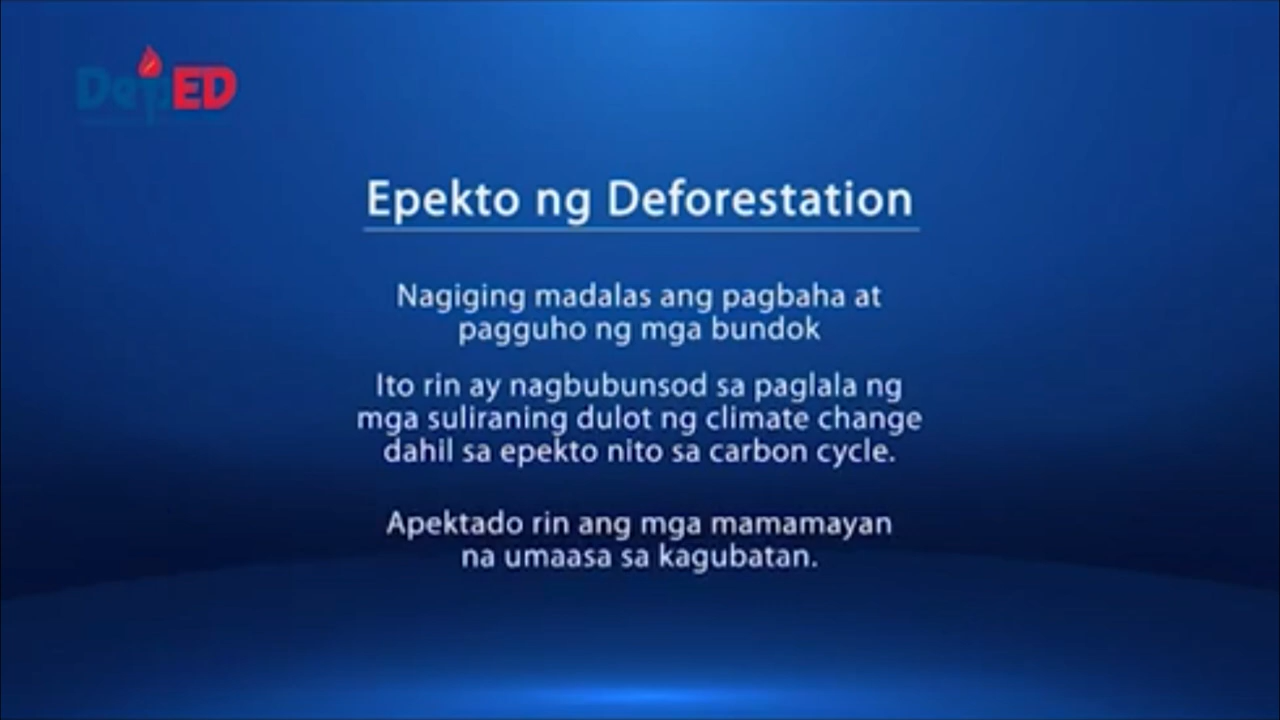 DepED
Epekto ng Deforestation
Nagiging madalas ang pagbaha at
pagguho ng mga bundok
Ito rin ay nagbubunsod sa paglala ng
mga suliraning dulot ng climate change
dahil sa epekto nito sa carbon cycle.
Apektado rin ang mga mamamayan
na umaasa sa kagubatan.